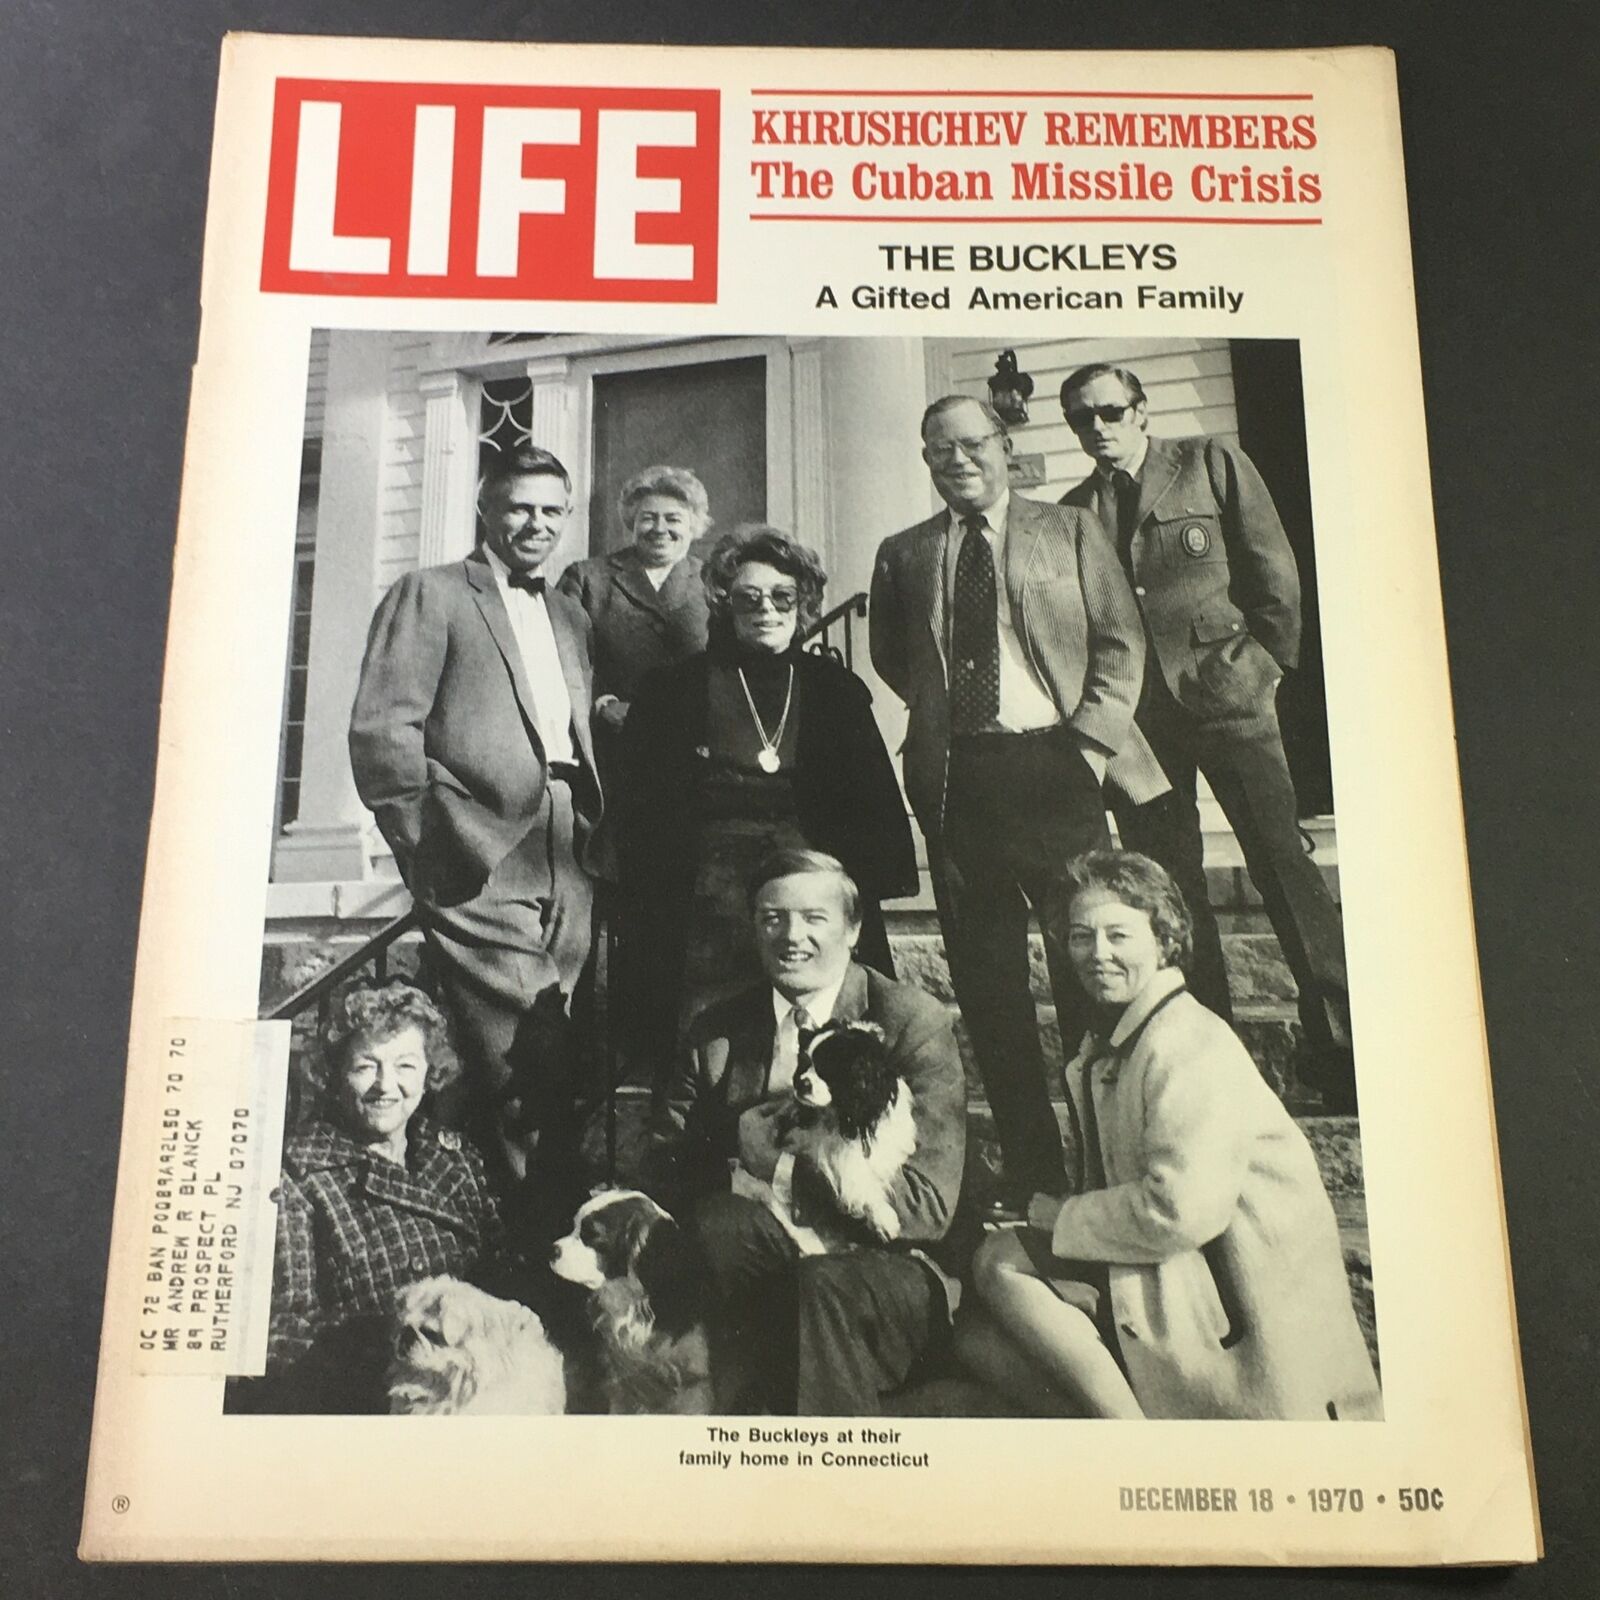 LIFE
KHRUSHCHEV REMEMBERS
The Cuban Missile Crisis
THE BUCKLEYS
A Gifted American Family
OC 72 BAN P0089A92L50 70 70
MR ANDREW R BLANCK
89 PROSPECT PL
RUTHERFORD NJ 07070
The Buckleys at their
family home in Connecticut
®
DECEMBER 18 • 1970 • 50¢